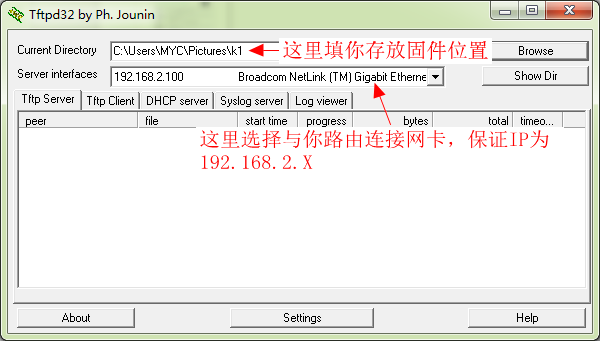 Tftpd32 by Ph. Jounin
Current Directory C:\Users\MYC\Pictures\k1 这里填你存放固件位置 Browse
Server interfaces 192.168.2.100 Broadcom NetLink (TM) Gigabit Etherne Show Dir
Tftp Server Tftp Client DHCP server Syslog server Log viewer
peer file start time progress bytes total timeo...
这里选择与你路由连接网卡，保证IP为
192.168.2.X
About Settings Help